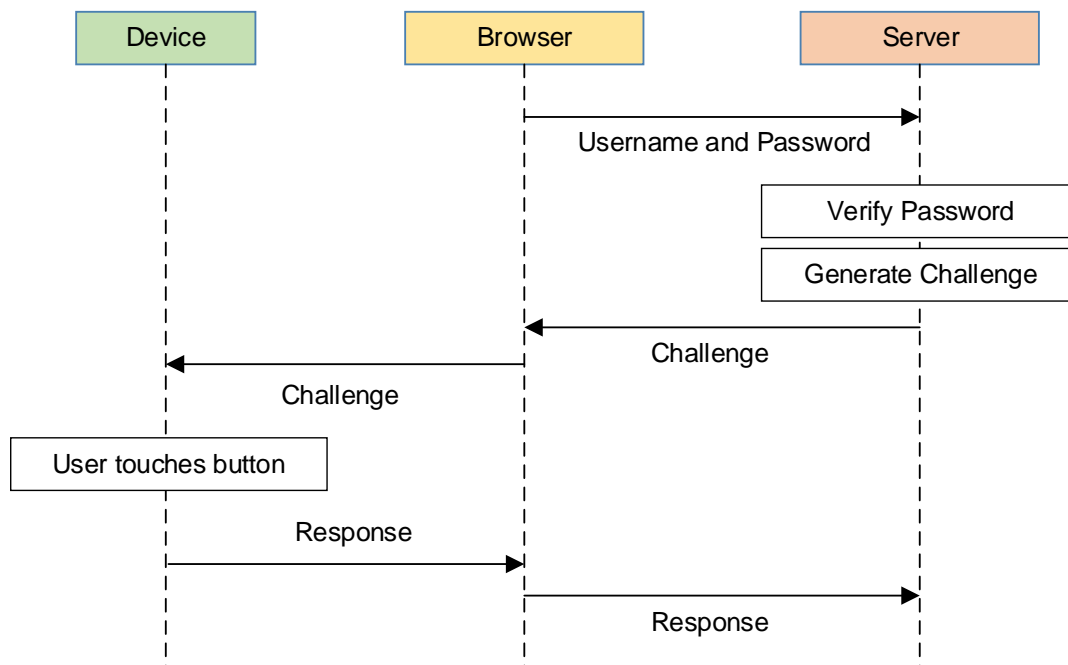 Device
Browser
Server
Username and Password
Verify Password
Generate Challenge
Challenge
Challenge
User touches button
Response
Response